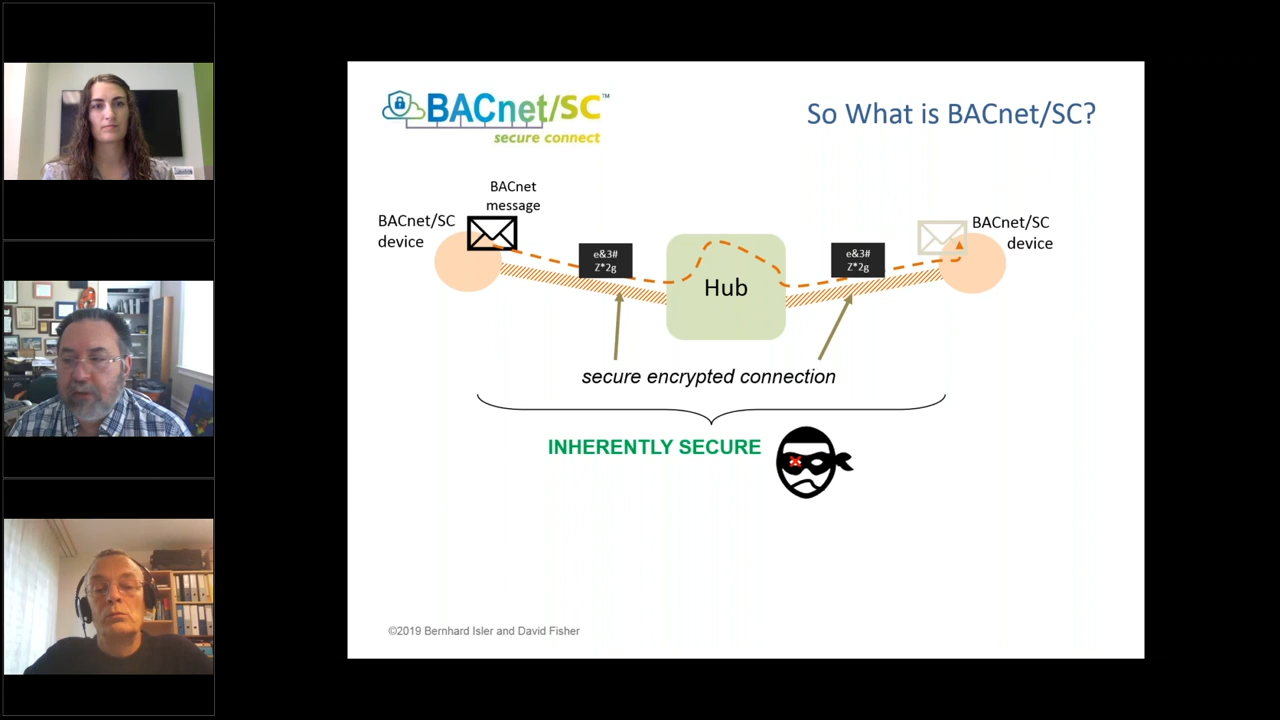 BACnet/SC™
secure connect
So What is BACnet/SC?
BACnet
message
BACnet/SC
device
e&3#
Z*2g
Hub
e&3#
Z*2g
BACnet/SC
device
secure encrypted connection
INHERENTLY SECURE
©2019 Bernhard Isler and David Fisher